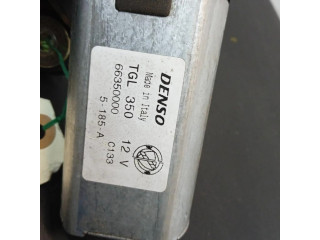 DENSO
Made in Italy
TGL 350 12 V
66350000 C133
5-185-A